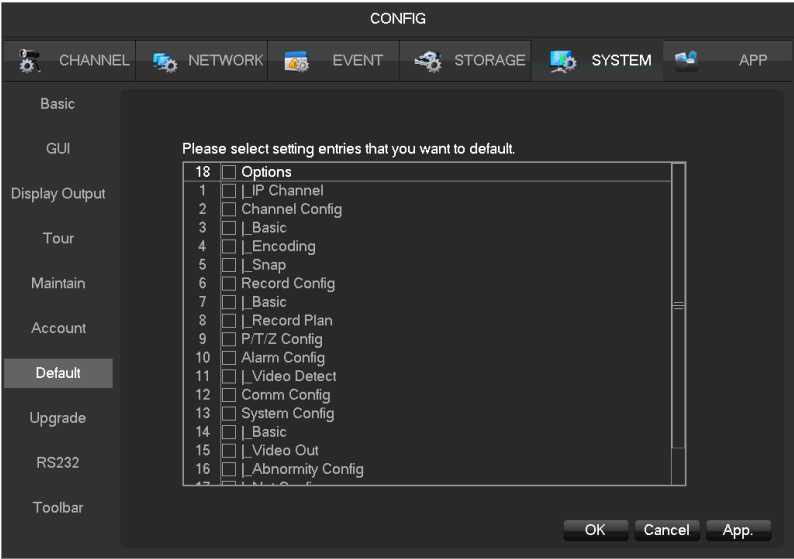 CONFIG
CHANNEL NETWORK EVENT STORAGE SYSTEM APP
Basic
GUI
Display Output
Tour
Maintain
Account
Default
Upgrade
RS232
Toolbar
Please select setting entries that you want to default.
18 Options
1 |_IP Channel
2 Channel Config
3 |_Basic
4 |_Encoding
5 |_Snap
6 Record Config
7 |_Basic
8 |_Record Plan
9 P/T/Z Config
10 Alarm Config
11 |_Video Detect
12 Comm Config
13 System Config
14 |_Basic
15 |_Video Out
16 |_Abnormity Config
OK Cancel App.